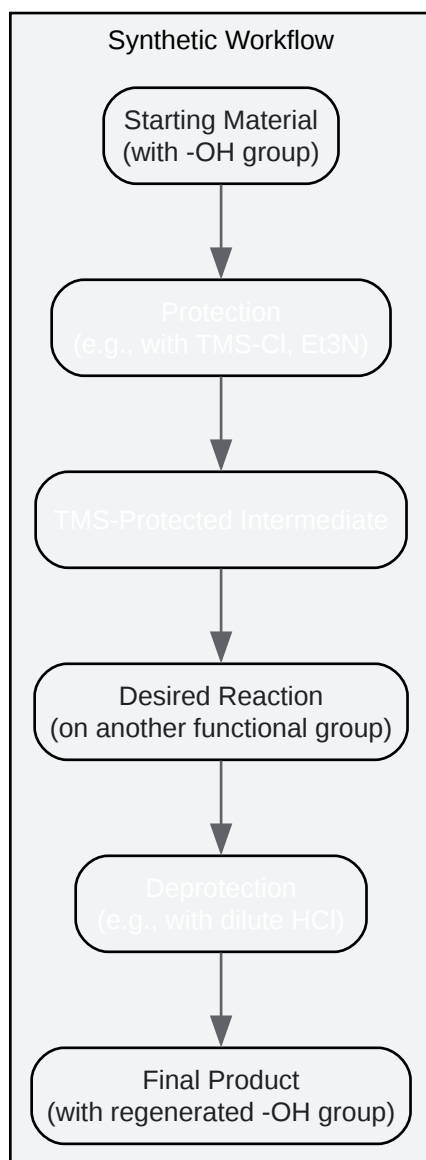 Synthetic Workflow
Starting Material
(with -OH group)
Protection
(e.g., with TMS-Cl, Et3N)
TMS-Protected Intermediate
Desired Reaction
(on another functional group)
Deprotection
(e.g., with dilute HCl)
Final Product
(with regenerated -OH group)